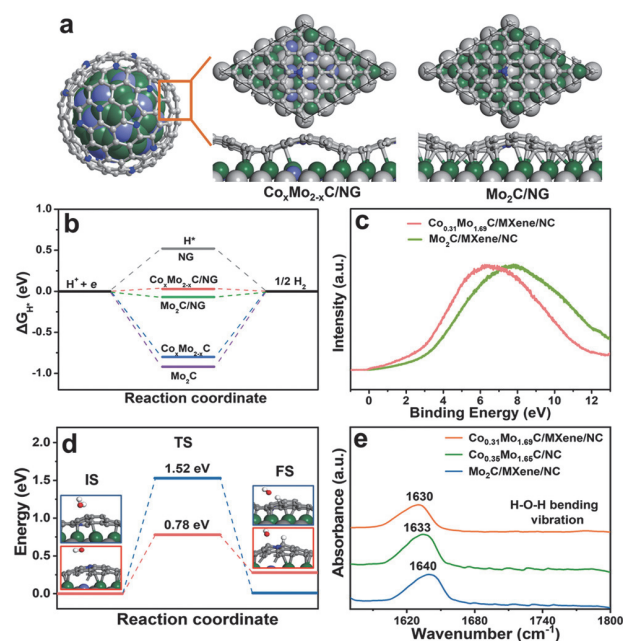 a
CoxMo2-xC/NG
Mo2C/NG
b
ΔGH* (eV)
1.0
0.5
0.0
-0.5
-1.0
H+ + e
H*
NG
CoxMo2-xC/NG
Mo2C/NG
CoxMo2-xC
Mo2C
1/2 H2
Reaction coordinate
c
Intensity (a.u.)
Co0.31Mo1.69C/MXene/NC
Mo2C/MXene/NC
0 2 4 6 8 10 12
Binding Energy (eV)
d
Energy (eV)
2.0
1.5
1.0
0.5
0.0
IS
TS
FS
1.52 eV
0.78 eV
Reaction coordinate
e
Absorbance (a.u.)
Co0.31Mo1.69C/MXene/NC
Co0.35Mo1.65C/NC
Mo2C/MXene/NC
1630
H-O-H bending
vibration
1633
1640
1620 1680 1740 1800
Wavenumber (cm-1)